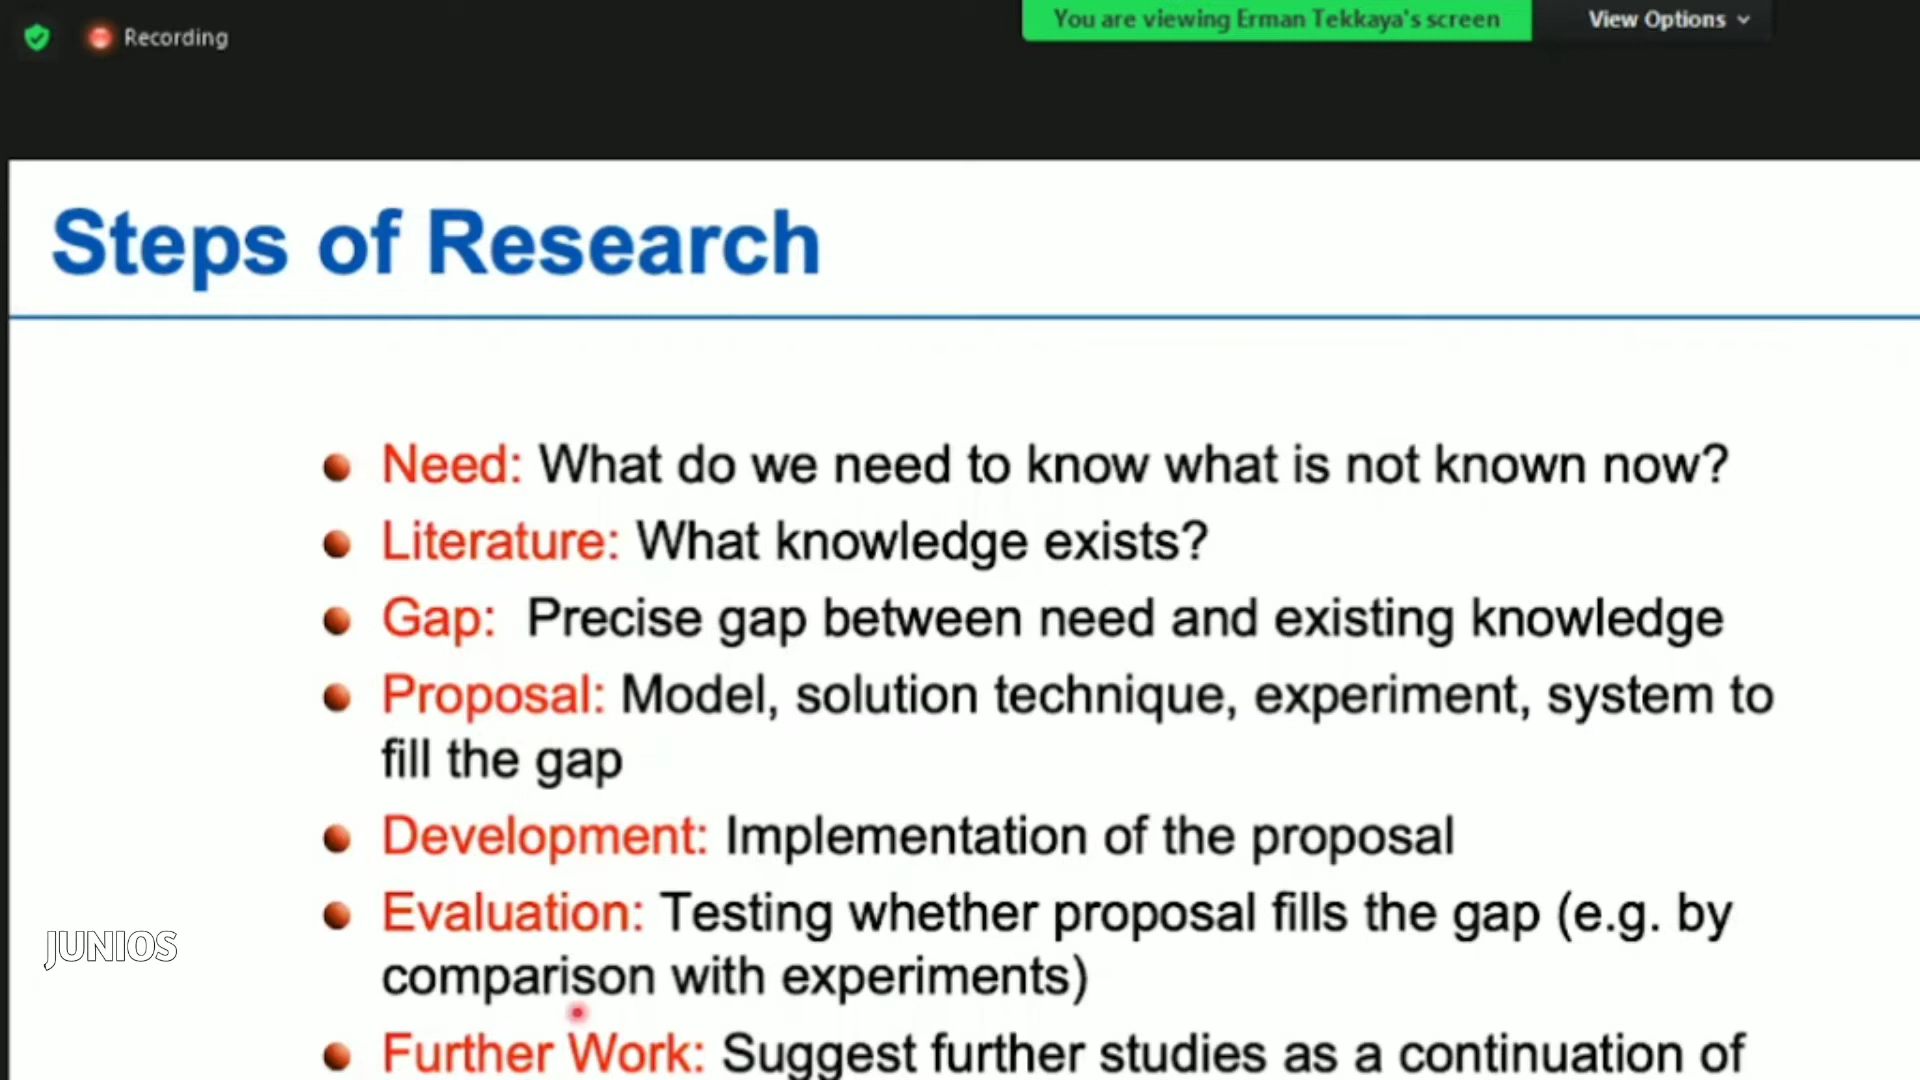 Recording
You are viewing Erman Tekkaya's screen
View Options
Steps of Research
Need: What do we need to know what is not known now?
Literature: What knowledge exists?
Gap: Precise gap between need and existing knowledge
Proposal: Model, solution technique, experiment, system to
fill the gap
Development: Implementation of the proposal
Evaluation: Testing whether proposal fills the gap (e.g. by
comparison with experiments)
Further Work: Suggest further studies as a continuation of
JUNIOS